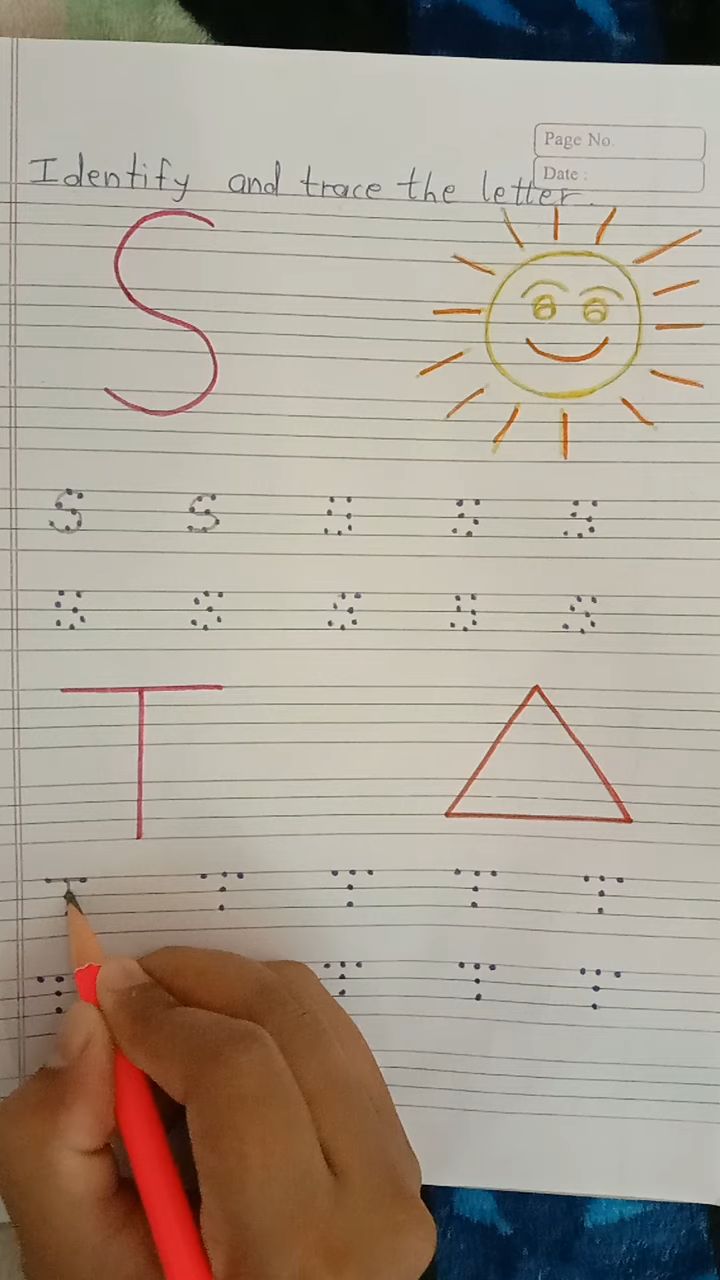 Page No.
Date :
Identify and trace the letter.
S
S S S S S
S S S S S
T
T T T T T
T T T T